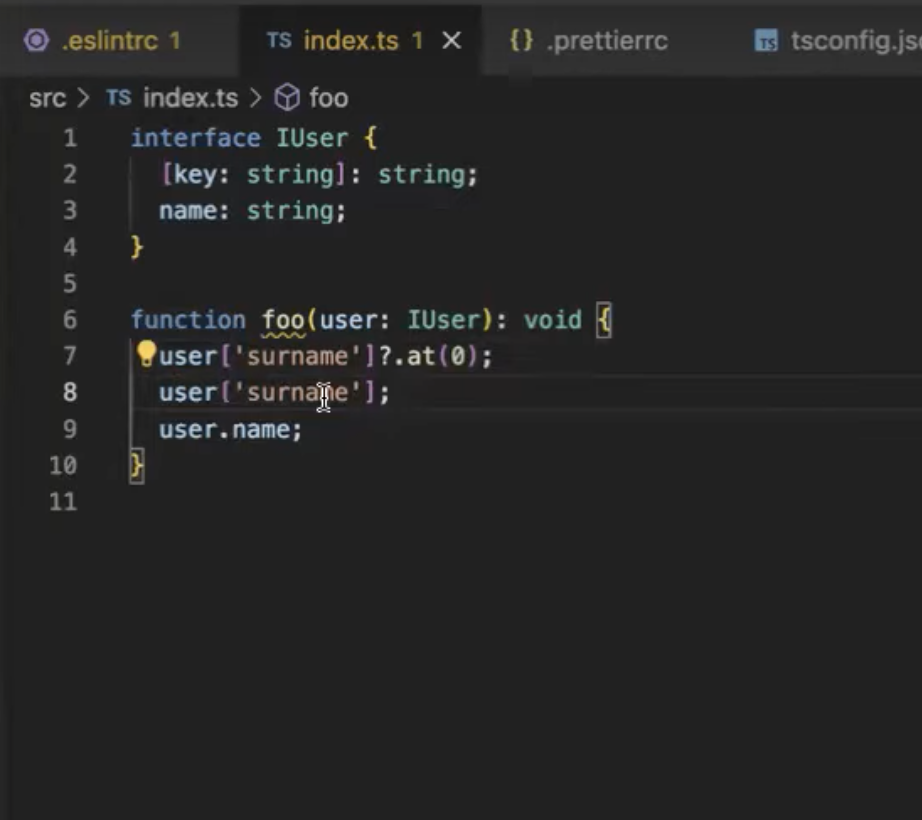 .eslintrc 1 TS index.ts 1 {} .prettierrc TS tsconfig.jso
src > TS index.ts > foo
1 interface IUser {
2 [key: string]: string;
3 name: string;
4 }
5
6 function foo(user: IUser): void {
7 user['surname']?.at(0);
8 user['surname'];
9 user.name;
10 }
11